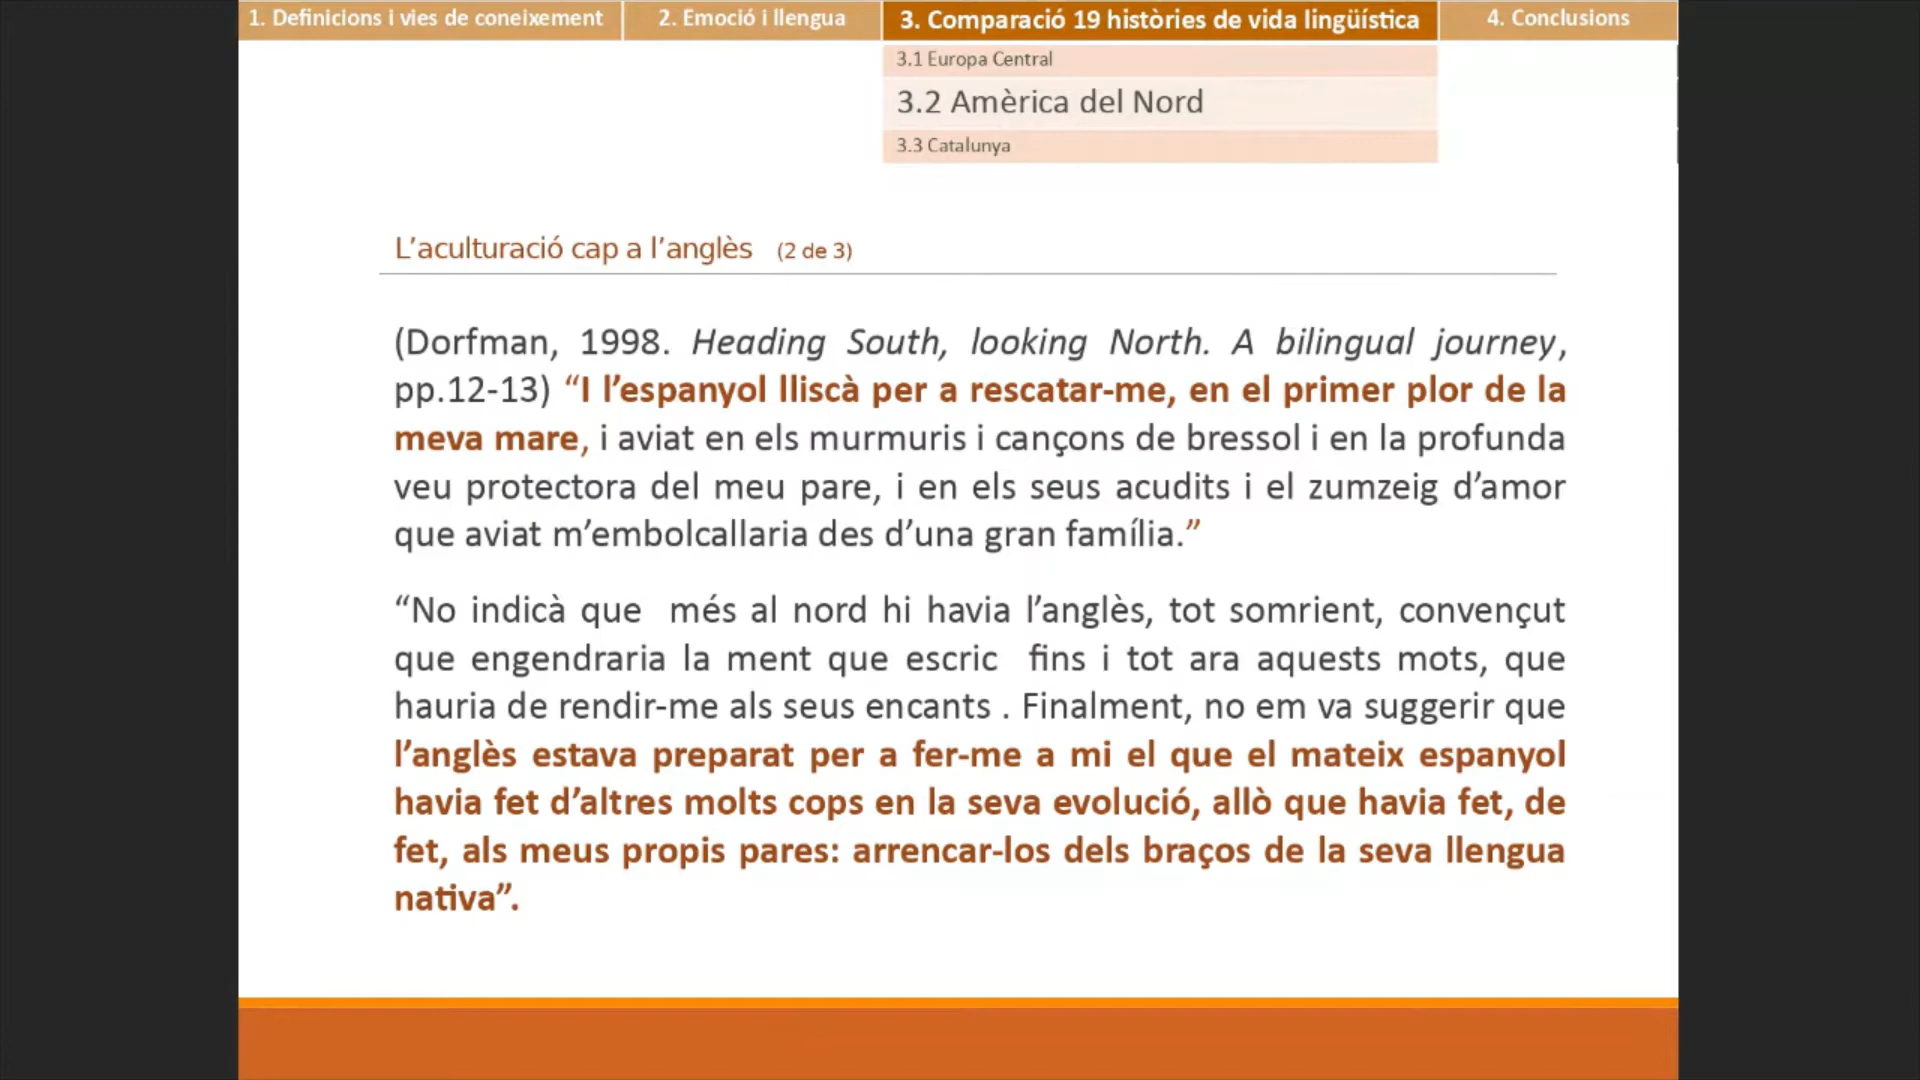 1. Definicions i vies de coneixement
2. Emoció i llengua
3. Comparació 19 històries de vida lingüística
4. Conclusions
3.1 Europa Central
3.2 Amèrica del Nord
3.3 Catalunya
L’aculturació cap a l’anglès (2 de 3)
(Dorfman, 1998. Heading South, looking North. A bilingual journey,
pp.12-13) “I l’espanyol lliscà per a rescatar-me, en el primer plor de la
meva mare, i aviat en els murmuris i cançons de bressol i en la profunda
veu protectora del meu pare, i en els seus acudits i el zumzeig d’amor
que aviat m’embolcallaria des d’una gran família.”
“No indicà que més al nord hi havia l’anglès, tot somrient, convençut
que engendraria la ment que escric fins i tot ara aquests mots, que
hauria de rendir-me als seus encants . Finalment, no em va suggerir que
l’anglès estava preparat per a fer-me a mi el que el mateix espanyol
havia fet d’altres molts cops en la seva evolució, allò que havia fet, de
fet, als meus propis pares: arrencar-los dels braços de la seva llengua
nativa”.